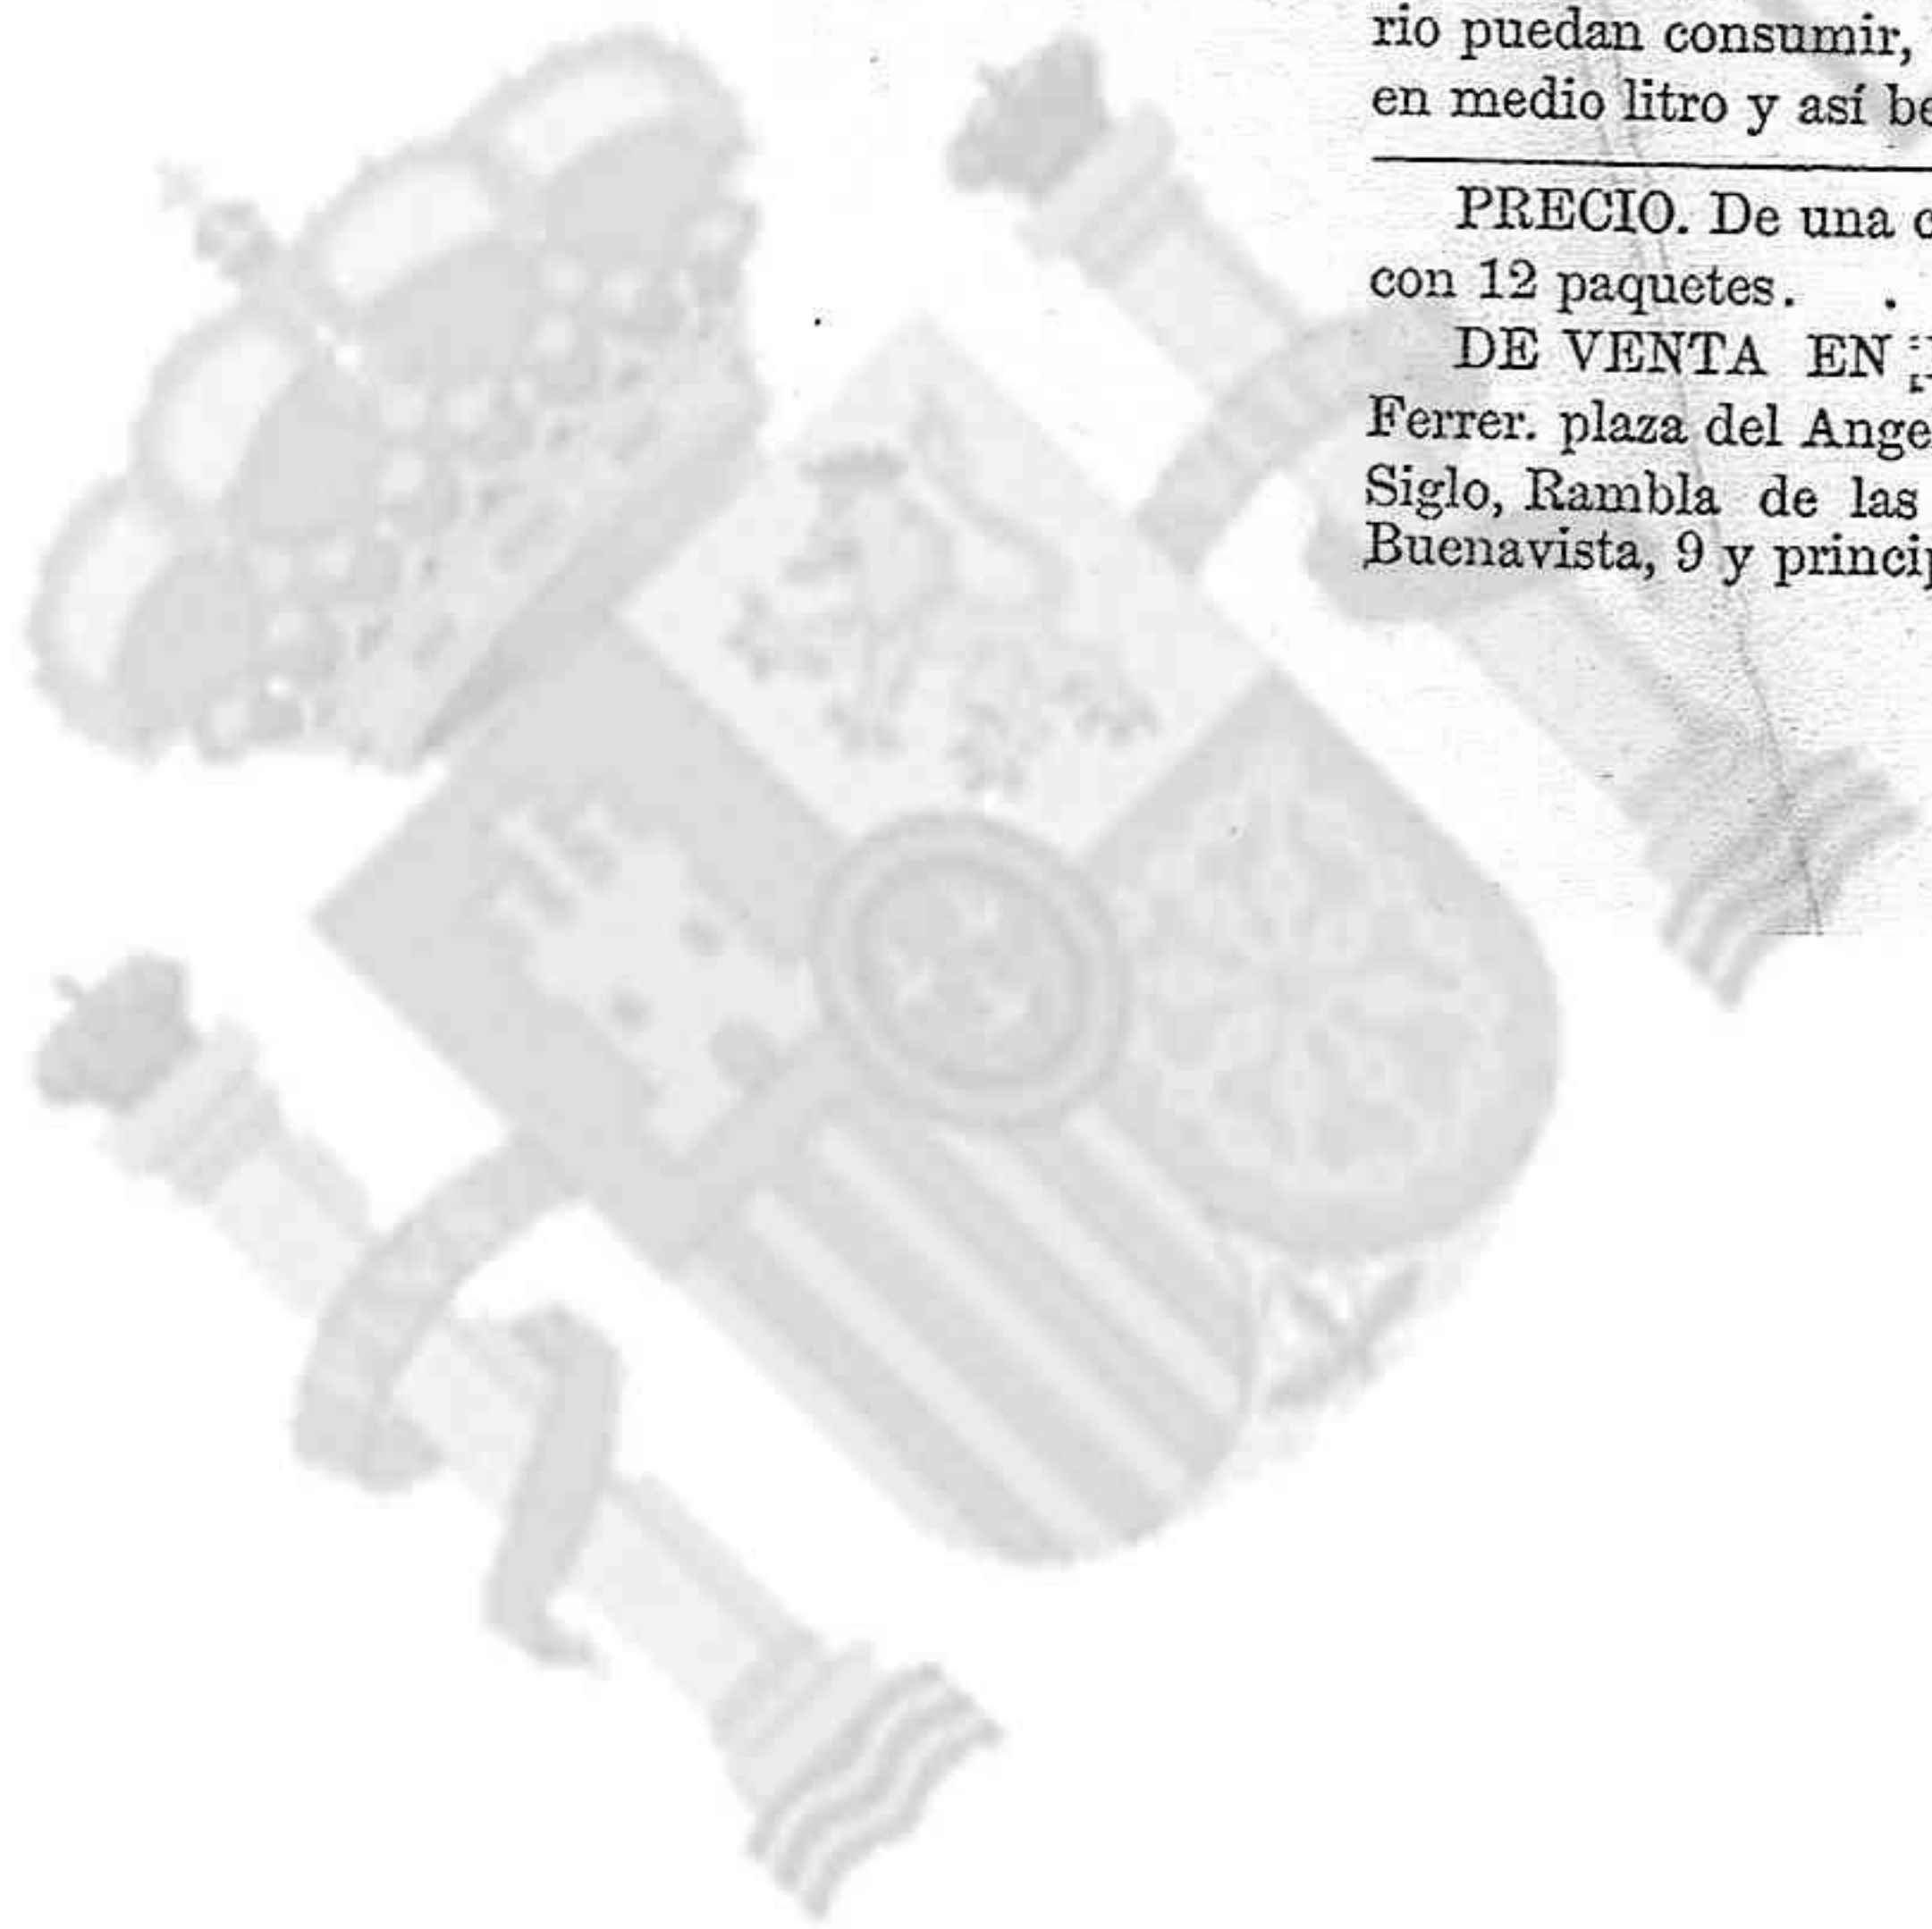 rio puedan consumir,
en medio litro y así be
PRECIO. De una c
con 12 paquetes. .
DE VENTA EN
Ferrer. plaza del Ange
Siglo, Rambla de las
Buenavista, 9 y princip